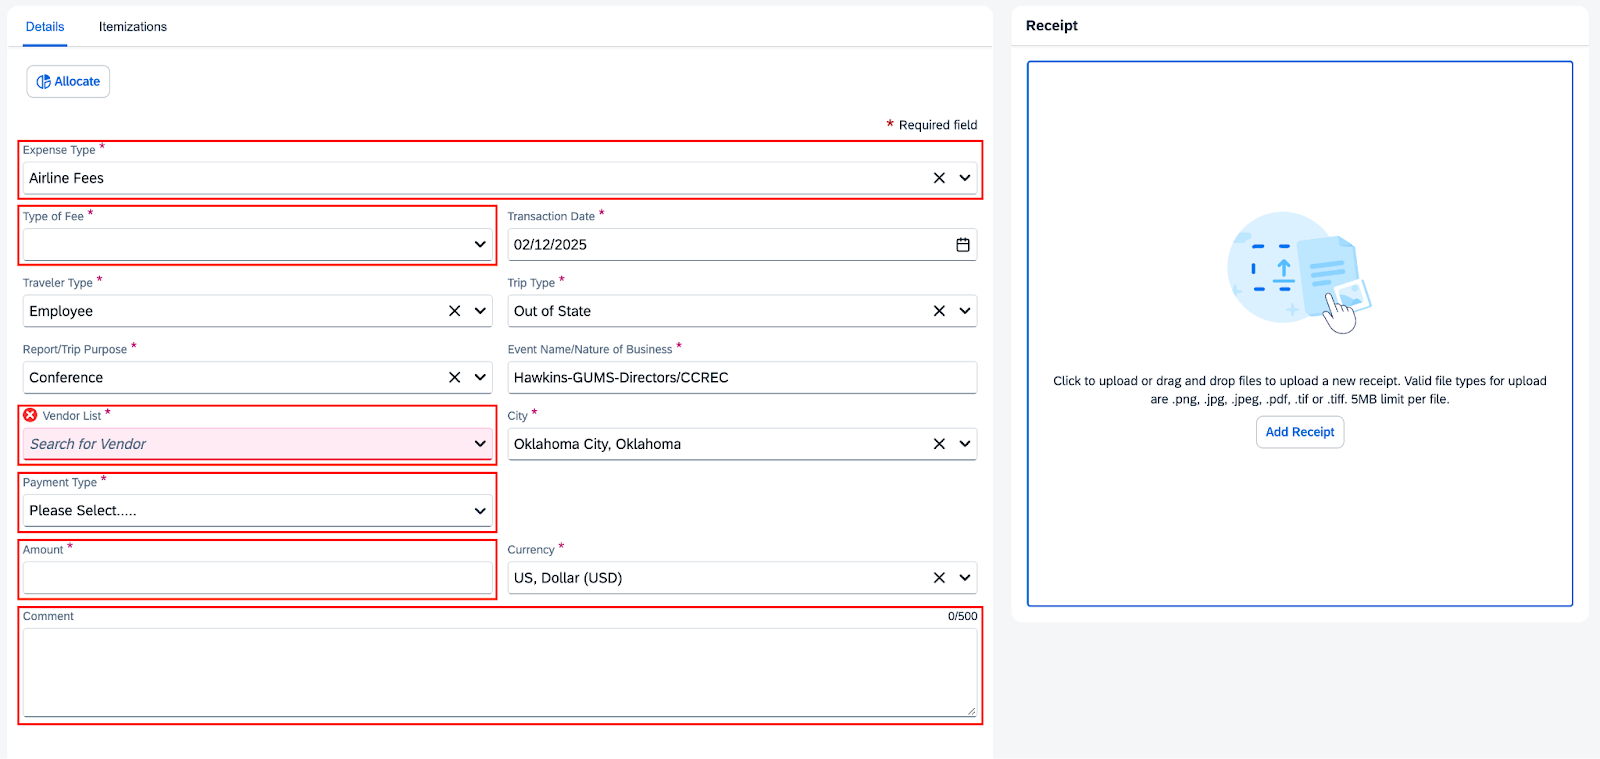 Details Itemizations
Receipt
Allocate
* Required field
Expense Type *
Airline Fees
Type of Fee *
Transaction Date *
02/12/2025
Traveler Type *
Trip Type *
Employee
Out of State
Report/Trip Purpose *
Event Name/Nature of Business *
Conference
Hawkins-GUMS-Directors/CCREC
Vendor List *
City *
Search for Vendor
Oklahoma City, Oklahoma
Payment Type *
Please Select.....
Amount *
Currency *
US, Dollar (USD)
Comment
0/500
Click to upload or drag and drop files to upload a new receipt. Valid file types for upload
are .png, .jpg, .jpeg, .pdf, .tif or .tiff. 5MB limit per file.
Add Receipt